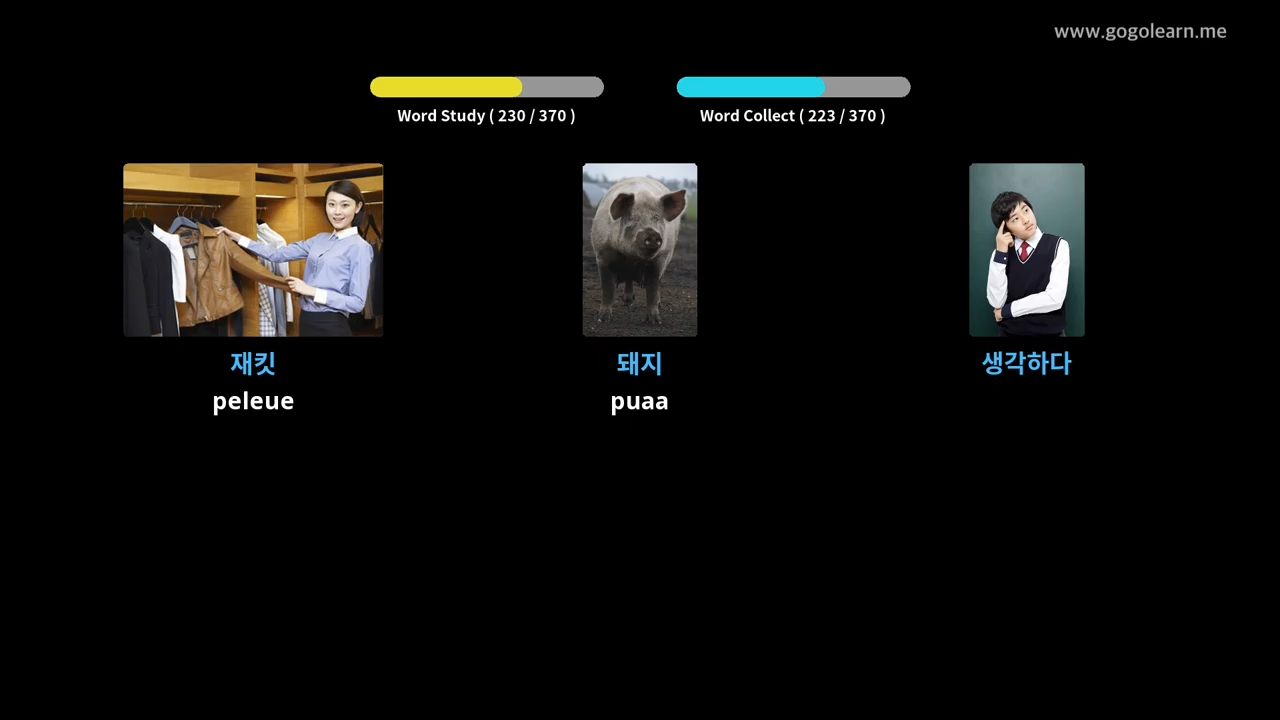 www.gogolearn.me
Word Study ( 230 / 370 )
Word Collect ( 223 / 370 )
재킷
돼지
생각하다
peleue
puaa